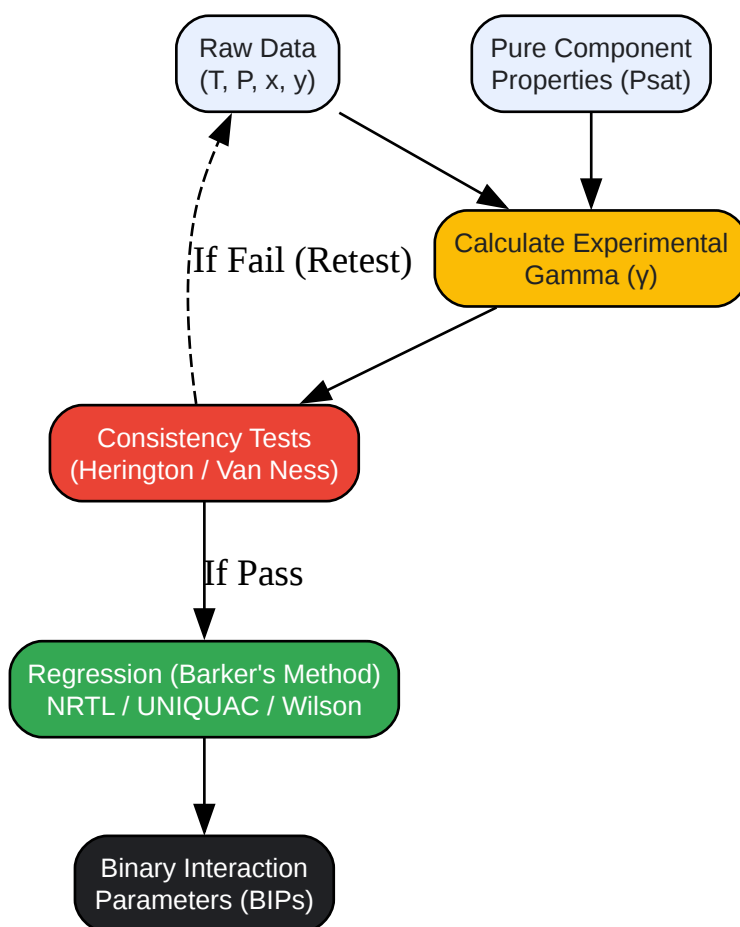 Raw Data
(T, P, x, y)
Pure Component
Properties (Psat)
Calculate Experimental
Gamma (γ)
If Fail (Retest)
Consistency Tests
(Herington / Van Ness)
If Pass
Regression (Barker's Method)
NRTL / UNIQUAC / Wilson
Binary Interaction
Parameters (BIPs)